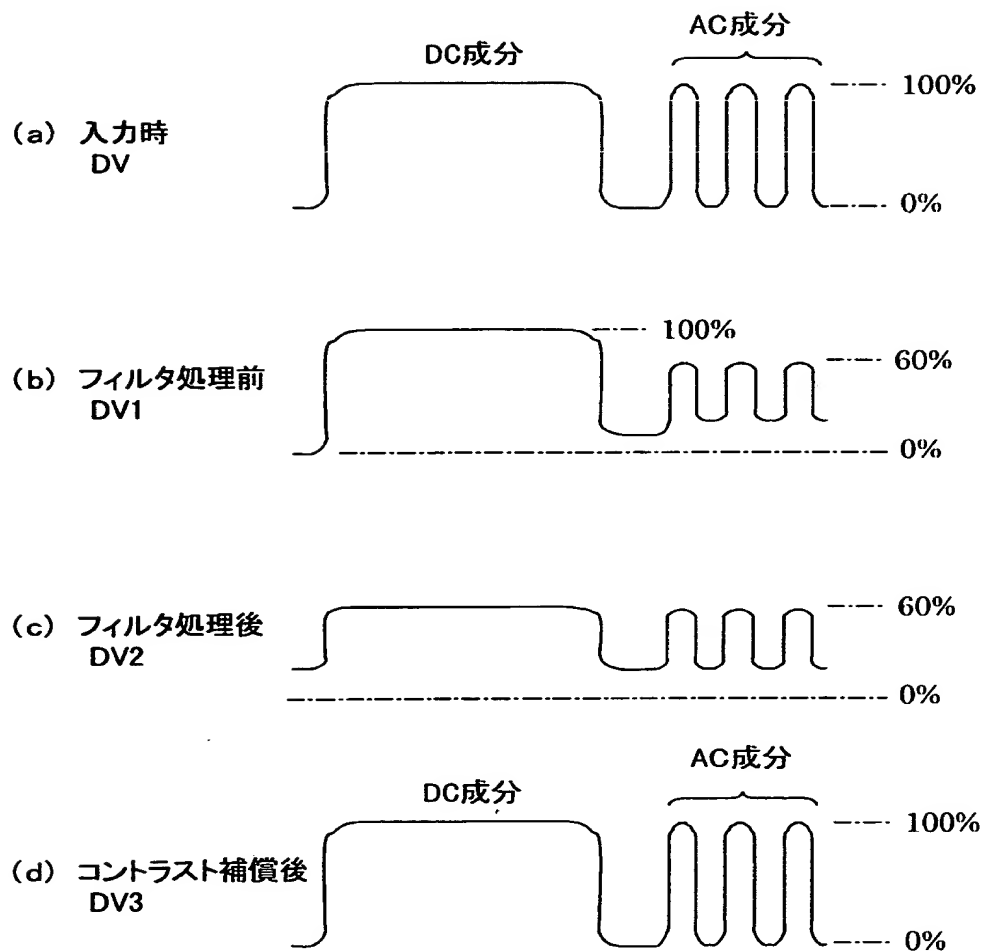 AC成分
DC成分
100%
(a) 入力時
DV
0%
100%
60%
(b) フィルタ処理前
DV1
0%
60%
(c) フィルタ処理後
DV2
0%
AC成分
DC成分
100%
(d) コントラスト補償後
DV3
0%